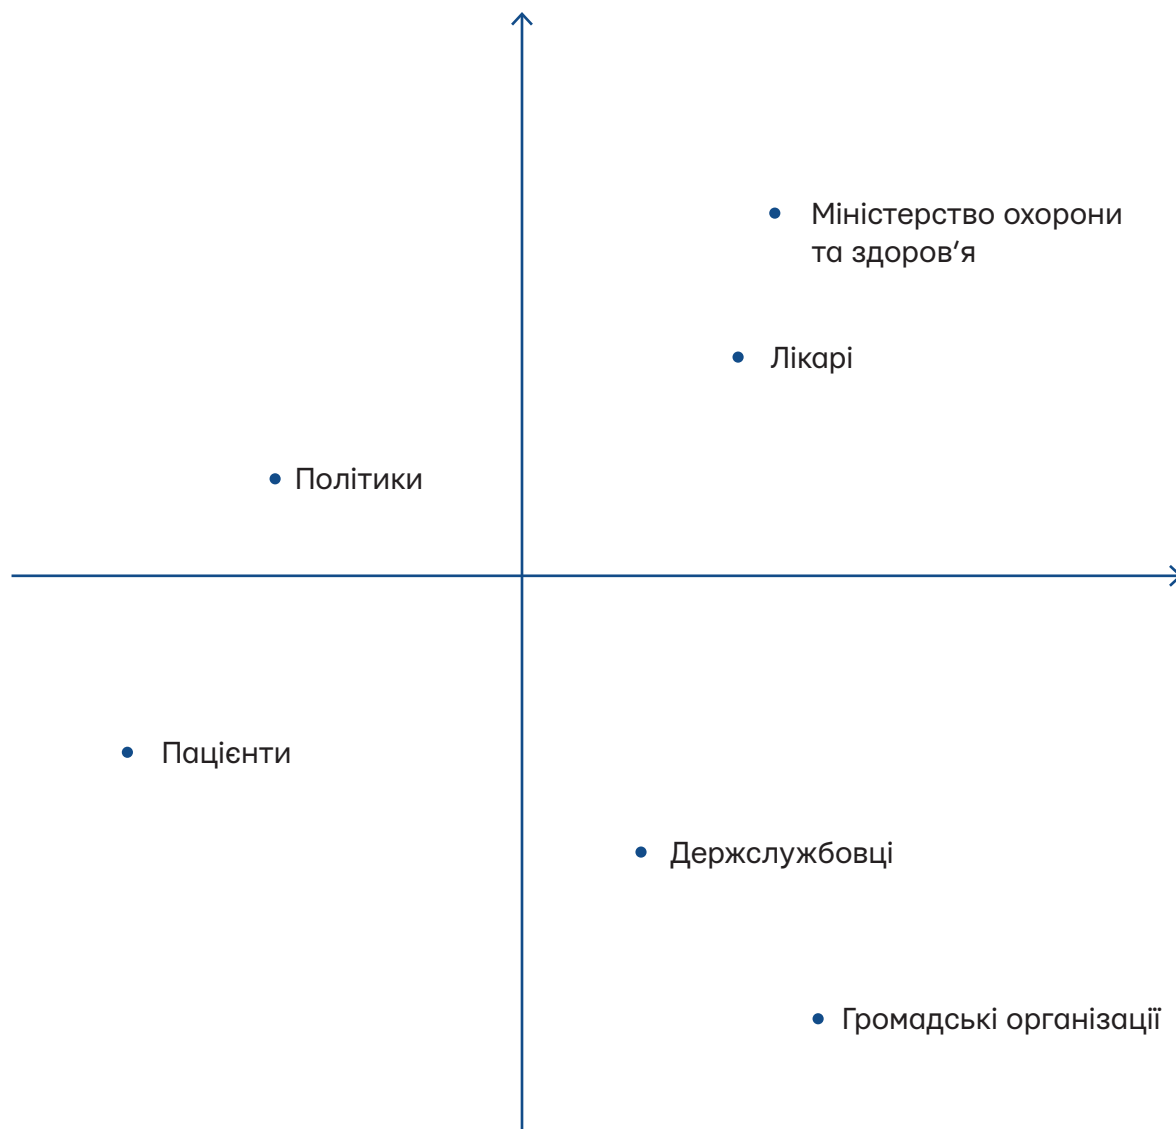 Міністерство охорони
та здоров’я
Лікарі
Політики
Пацієнти
Держслужбовці
Громадські організації